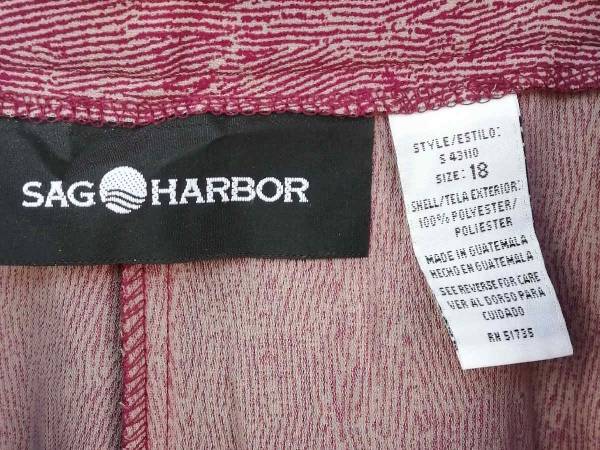 SAG HARBOR
STYLE/ESTILO:
S 43110
SIZE: 18
SHELL/TELA EXTERIOR:
100% POLYESTER/
POLIESTER
MADE IN GUATEMALA
HECHO EN GUATEMALA
SEE REVERSE FOR CARE
VER AL DORSO PARA
CUIDADO
RN 51735